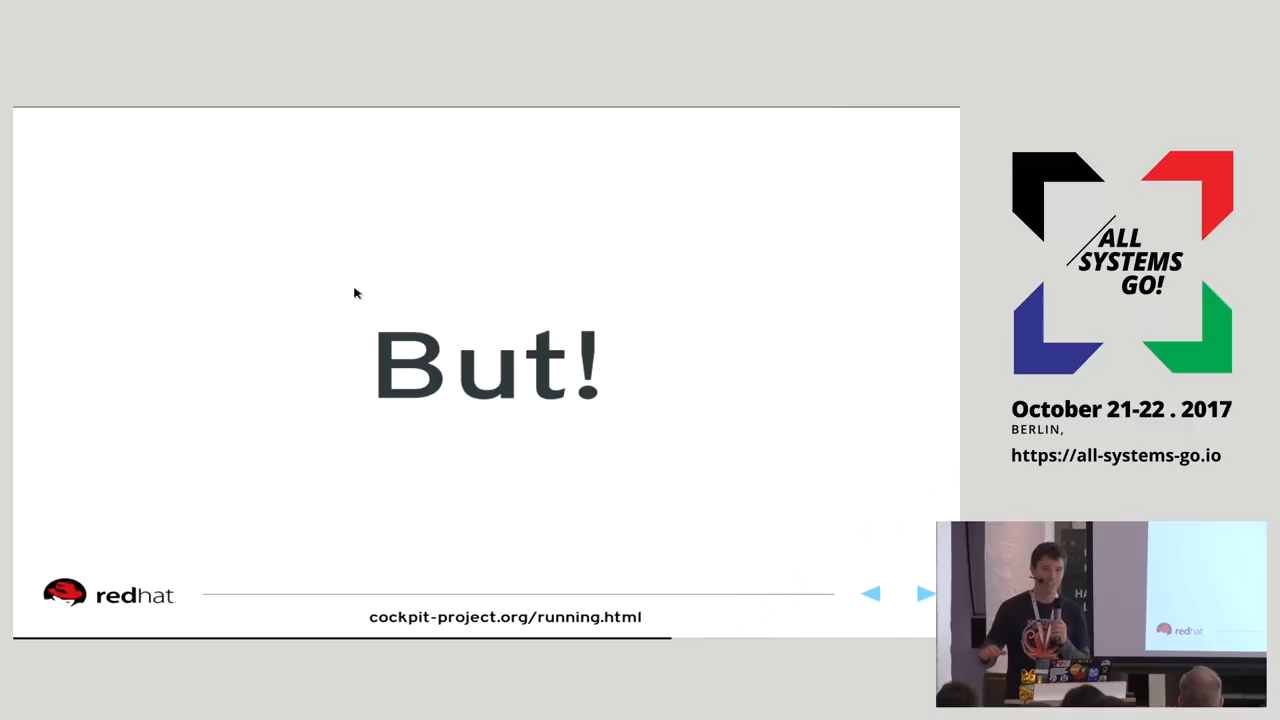 But!
redhat
cockpit-project.org/running.html
ALL
SYSTEMS
GO!
October 21-22 . 2017
BERLIN,
https://all-systems-go.io
redhat